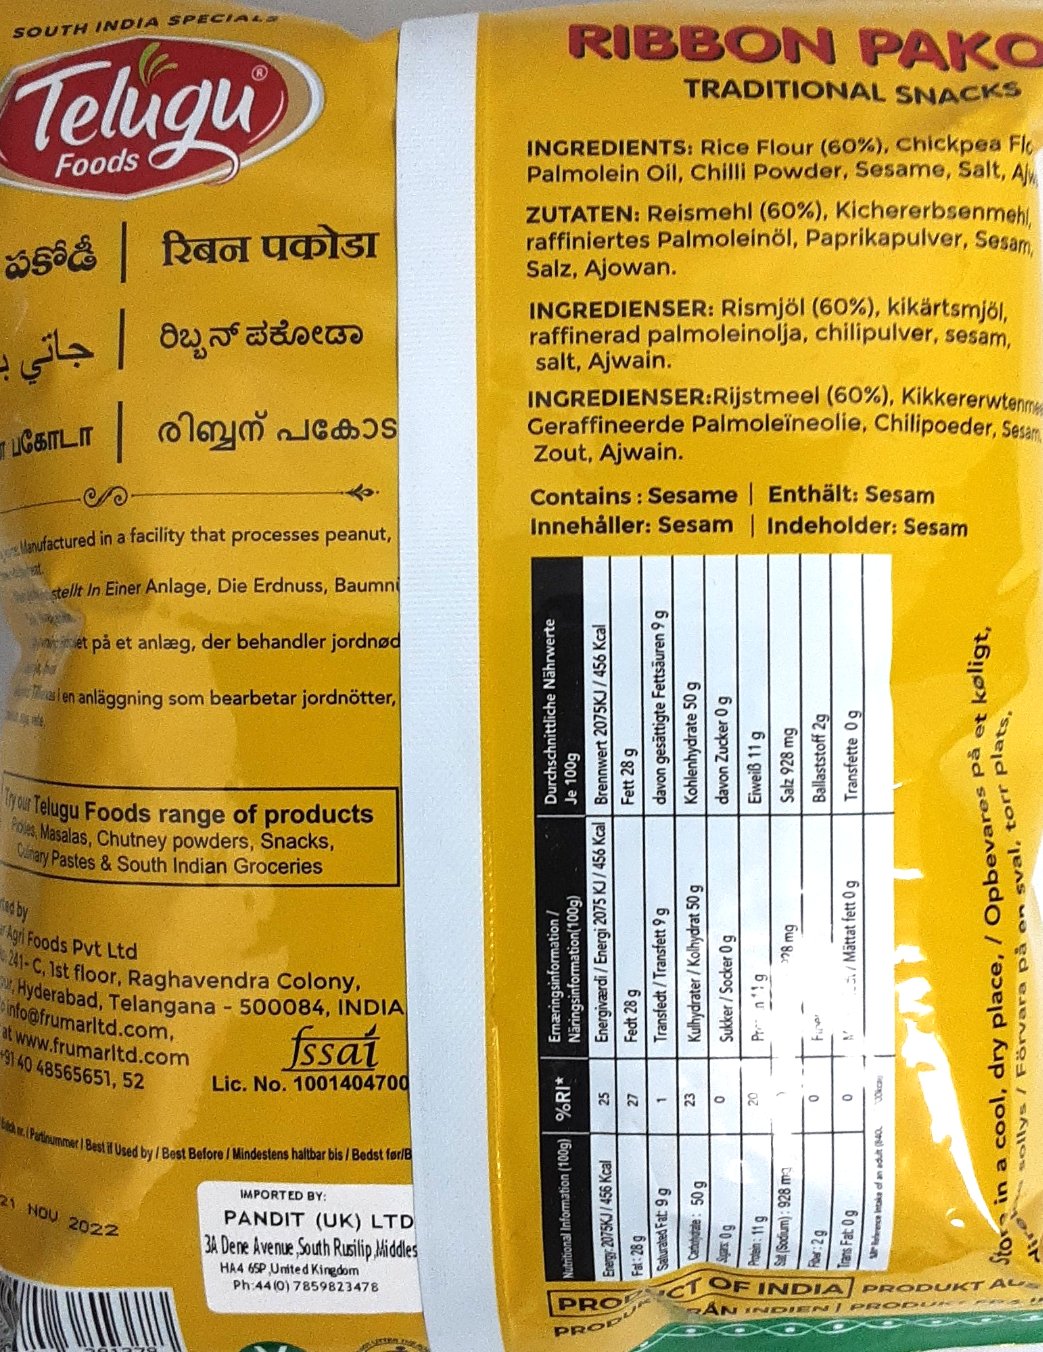 SOUTH INDIA SPECIALS
Telugu®
Foods
పకోడీ | रिबन पकोडा
جاتي | ರಿಬ್ಬನ್ ಪಕೋಡಾ
பகோடா | രിബ്ബന് പകോട
Manufactured in a facility that processes peanut,
stellt In Einer Anlage, Die Erdnuss,
et på et anlæg, der behandler
en anläggning som bearbetar jordnötter,
Try our Telugu Foods range of products
Pickles, Masalas, Chutney powders, Snacks,
Culinary Pastes & South Indian Groceries
by
Agri Foods Pvt Ltd
241- C, 1st floor, Raghavendra Colony,
Hyderabad, Telangana - 500084, INDIA
info@frumarltd.com,
at www.frumarltd.com
+91 40 48565651, 52
fssai
Lic. No. 1001404700
Best if Used by / Best Before / Mindestens haltbar bis / Bedst før/B
21 NOV 2022
IMPORTED BY:
PANDIT (UK) LTD
3A Dene Avenue,South Rusilip,Middles
HA4 6SP,United Kingdom
Ph:44(0) 7859823478
RIBBON PAKO
TRADITIONAL SNACKS
INGREDIENTS: Rice Flour (60%), Chickpea
Palmolein Oil, Chilli Powder, Sesame, Salt,
ZUTATEN: Reismehl (60%), Kichererbsenmehl,
raffiniertes Palmoleinöl, Paprikapulver, Sesam,
Salz, Ajowan.
INGREDIENSER: Rismjöl (60%), kikärtsmjöl,
raffinerad palmoleinolja, chilipulver, sesam,
salt, Ajwain.
INGREDIENSER:Rijstmeel (60%),
Geraffineerde Palmoleïneolie, Chilipoeder, Sesam,
Zout, Ajwain.
Contains : Sesame | Enthält: Sesam
Innehåller: Sesam | Indeholder: Sesam
Nutritional Information (100g) %RI* Ernæringsinformation / Näringsinformation(100g) Durchschnittliche Nährwerte Je 100g
Energy: 2075KJ / 456 Kcal 25 Energiværdi / Energi 2075 KJ / 456 Kcal Brennwert 2075KJ / 456 Kcal
Fat : 28 g 27 Fedt 28 g Fett 28 g
Saturated Fat: 9 g 1 Transfedt / Transfett 9 g davon gesättigte Fettsäuren 9 g
Carbohydrate : 50 g 23 Kulhydrater / Kolhydrat 50 g Kohlenhydrate 50 g
Sugars: 0 g 0 Sukker / Socker 0 g davon Zucker 0 g
Protein : 11 g 20 11 g Eiweiß 11 g
Salt (Sodium) : 928 mg Salz 928 mg
Fiber : 2 g 0 Ballaststoff 2g
Trans Fat: 0 g 0 / Mättat fett 0 g Transfette 0 g
Reference Intake of an adult
Store in a cool, dry place, / Opbevares på et køligt,
sollys / Förvara på en sval, torr plats,
PRODUCT OF INDIA | PRODUKT AUS
INDIEN |